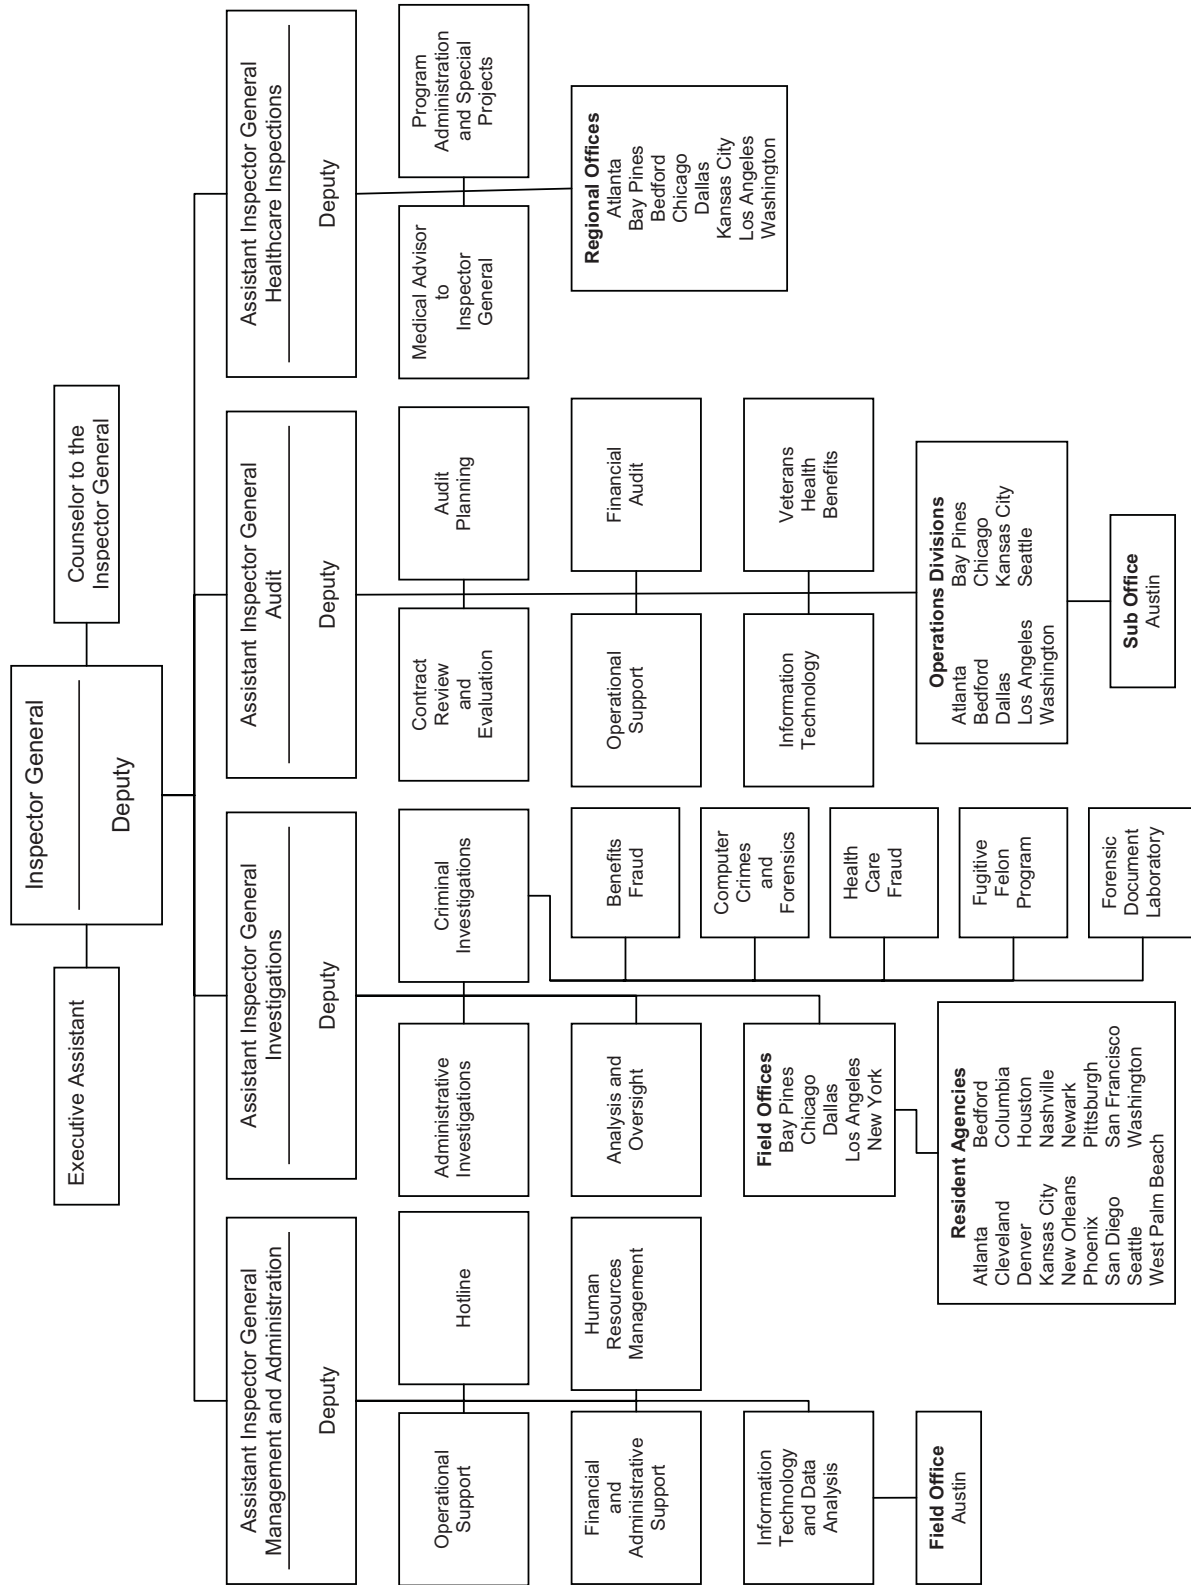 Inspector General
Deputy
Executive Assistant
Counselor to the
Inspector General
Assistant Inspector General
Management and Administration
Deputy
Assistant Inspector General
Investigations
Deputy
Assistant Inspector General
Audit
Deputy
Assistant Inspector General
Healthcare Inspections
Deputy
Operational
Support
Hotline
Financial
and
Administrative
Support
Human
Resources
Management
Information
Technology
and Data
Analysis
Field Office
Austin
Administrative
Investigations
Criminal
Investigations
Analysis and
Oversight
Benefits
Fraud
Computer
Crimes
and
Forensics
Health
Care
Fraud
Fugitive
Felon
Program
Forensic
Document
Laboratory
Field Offices
Bay Pines
Chicago
Dallas
Los Angeles
New York
Resident Agencies
Atlanta Bedford
Cleveland Columbia
Denver Houston
Kansas City Nashville
New Orleans Newark
Phoenix Pittsburgh
San Diego San Francisco
Seattle Washington
West Palm Beach
Contract
Review
and
Evaluation
Audit
Planning
Operational
Support
Financial
Audit
Information
Technology
Veterans
Health
Benefits
Operations Divisions
Atlanta Bay Pines
Bedford Chicago
Dallas Kansas City
Los Angeles Seattle
Washington
Sub Office
Austin
Medical Advisor
to
Inspector
General
Program
Administration
and Special
Projects
Regional Offices
Atlanta
Bay Pines
Bedford
Chicago
Dallas
Kansas City
Los Angeles
Washington